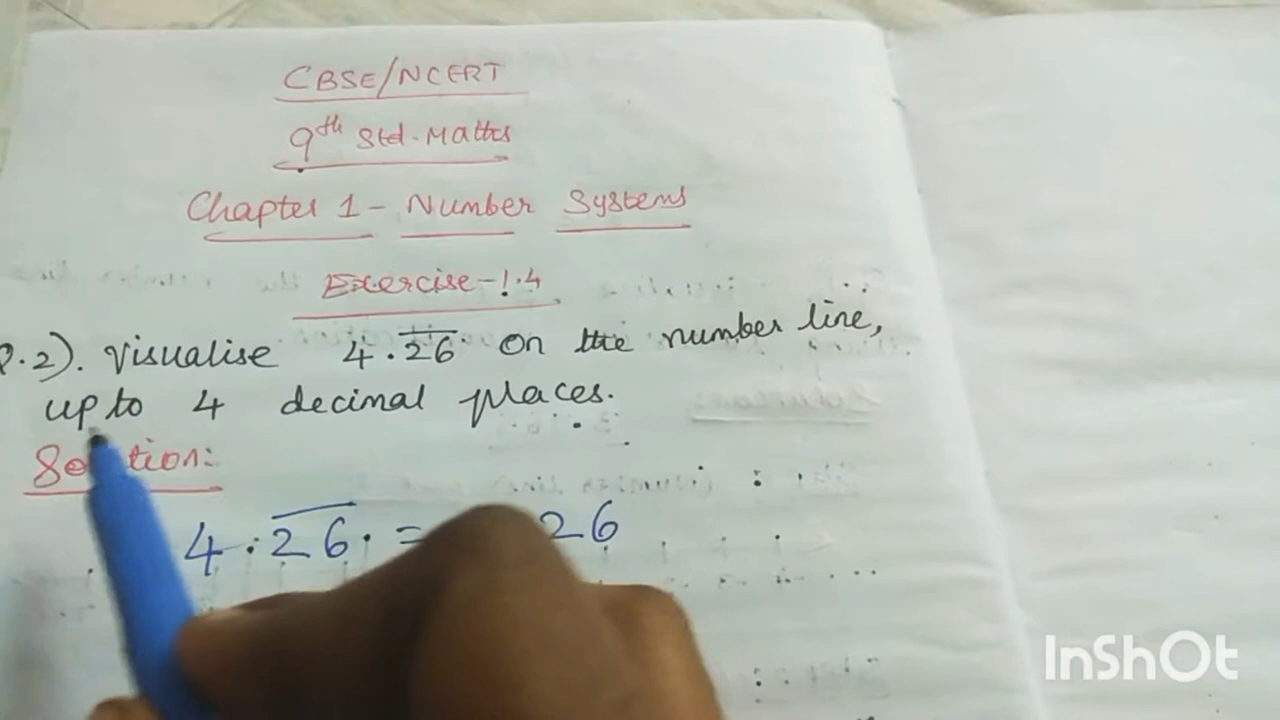 CBSE/NCERT
9th Std. Maths
Chapter 1 - Number Systems
Exercise - 1.4
Q.2). Visualise 4.2̅6̅ on the number line,
upto 4 decimal places.
4.2̅6̅ = 26
InShOt